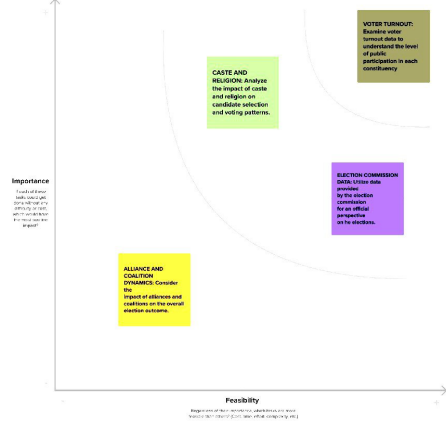 VOTER TURNOUT:
Examine voter
turnout data to
understand the level
of public
participation in each
constituency
CASTE AND
RELIGION: Analyze
the impact of caste
and religion on
candidate selection
and voting patterns.
ELECTION COMMISSION
DATA: Utilize data
provided
by the election
commission
for an official
perspective
on he elections.
Importance
ALLIANCE AND
COALITION
DYNAMICS: Consider
the
impact of alliances and
coalitions on the overall
election outcome.
Feasibility